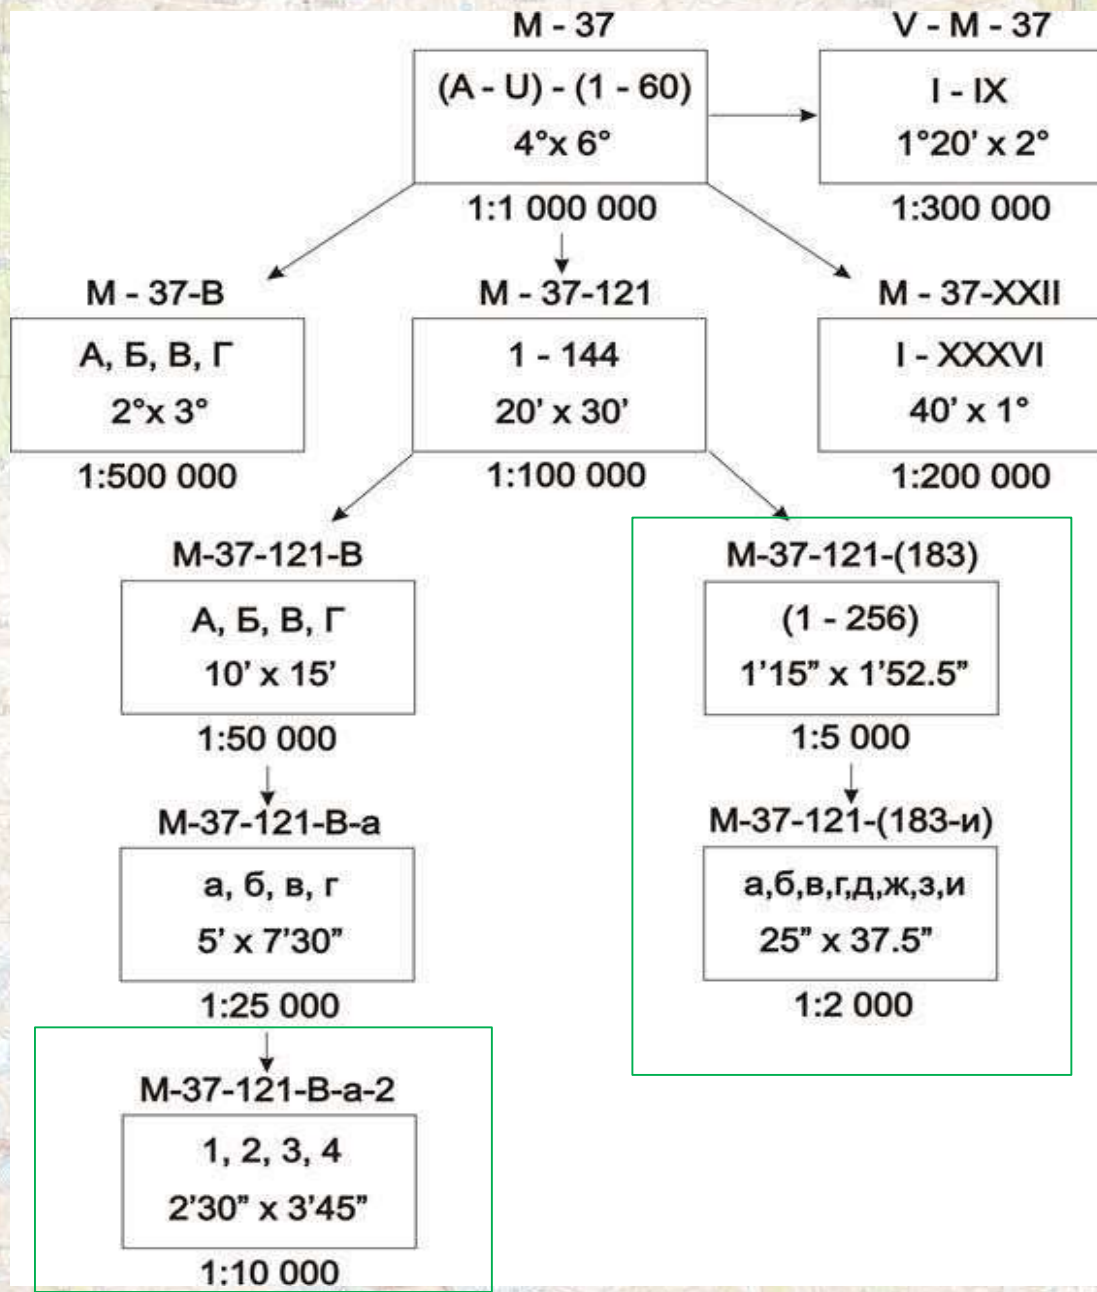 М - 37
(A - U) - (1 - 60)
4°x 6°
1:1 000 000
V - М - 37
I - IX
1°20’ x 2°
1:300 000
М - 37-В
А, Б, В, Г
2°x 3°
1:500 000
М - 37-121
1 - 144
20’ x 30’
1:100 000
М - 37-XXII
I - XXXVI
40’ x 1°
1:200 000
М-37-121-В
А, Б, В, Г
10’ x 15’
1:50 000
М-37-121-(183)
(1 - 256)
1’15” x 1’52.5”
1:5 000
М-37-121-В-а
а, б, в, г
5’ x 7’30”
1:25 000
М-37-121-(183-и)
а,б,в,г,д,ж,з,и
25” x 37.5”
1:2 000
М-37-121-В-а-2
1, 2, 3, 4
2’30” x 3’45”
1:10 000